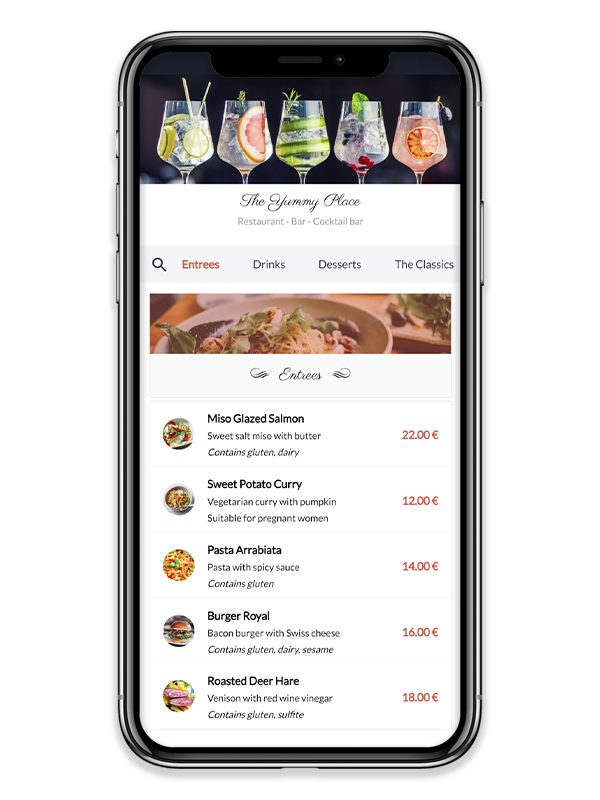 The Yummy Place
Restaurant - Bar - Cocktail bar
Entrees Drinks Desserts The Classics
Entrees
Miso Glazed Salmon
Sweet salt miso with butter
22.00 €
Contains gluten, dairy
Sweet Potato Curry
Vegetarian curry with pumpkin
12.00 €
Suitable for pregnant women
Pasta Arrabiata
Pasta with spicy sauce
14.00 €
Contains gluten
Burger Royal
Bacon burger with Swiss cheese
16.00 €
Contains gluten, dairy, sesame
Roasted Deer Hare
Venison with red wine vinegar
18.00 €
Contains gluten, sulfite